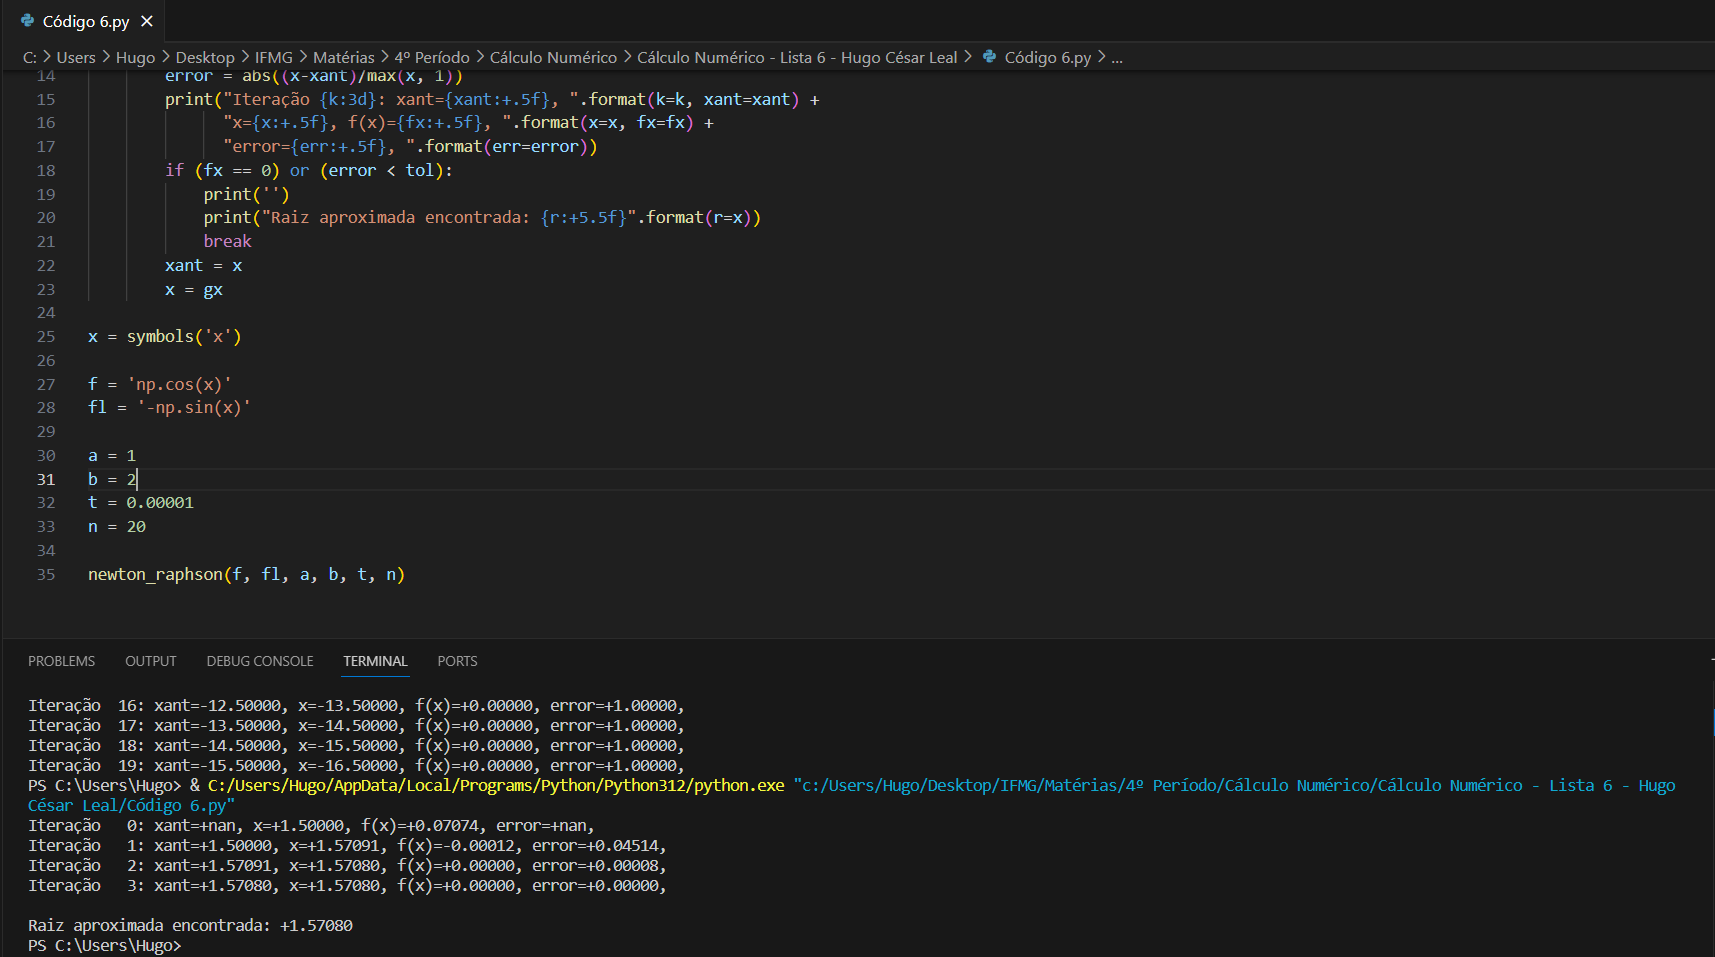 Código 6.py
C: > Users > Hugo > Desktop > IFMG > Matérias > 4º Período > Cálculo Numérico > Cálculo Numérico - Lista 6 - Hugo César Leal > Código 6.py > ...
14 error = abs((x-xant)/max(x, 1))
15 print("Iteração {k:3d}: xant={xant:+.5f}, ".format(k=k, xant=xant) +
16 "x={x:+.5f}, f(x)={fx:+.5f}, ".format(x=x, fx=fx) +
17 "error={err:+.5f}, ".format(err=error))
18 if (fx == 0) or (error < tol):
19 print('')
20 print("Raiz aproximada encontrada: {r:+5.5f}".format(r=x))
21 break
22 xant = x
23 x = gx
24
25 x = symbols('x')
26
27 f = 'np.cos(x)'
28 fl = '-np.sin(x)'
29
30 a = 1
31 b = 2
32 t = 0.00001
33 n = 20
34
35 newton_raphson(f, fl, a, b, t, n)
PROBLEMS OUTPUT DEBUG CONSOLE TERMINAL PORTS
Iteração  16: xant=-12.50000, x=-13.50000, f(x)=+0.00000, error=+1.00000,
Iteração  17: xant=-13.50000, x=-14.50000, f(x)=+0.00000, error=+1.00000,
Iteração  18: xant=-14.50000, x=-15.50000, f(x)=+0.00000, error=+1.00000,
Iteração  19: xant=-15.50000, x=-16.50000, f(x)=+0.00000, error=+1.00000,
PS C:\Users\Hugo> & C:/Users/Hugo/AppData/Local/Programs/Python/Python312/python.exe "c:/Users/Hugo/Desktop/IFMG/Matérias/4º Período/Cálculo Numérico/Cálculo Numérico - Lista 6 - Hugo
César Leal/Código 6.py"
Iteração   0: xant=+nan, x=+1.50000, f(x)=+0.07074, error=+nan,
Iteração   1: xant=+1.50000, x=+1.57091, f(x)=-0.00012, error=+0.04514,
Iteração   2: xant=+1.57091, x=+1.57080, f(x)=+0.00000, error=+0.00008,
Iteração   3: xant=+1.57080, x=+1.57080, f(x)=+0.00000, error=+0.00000,
Raiz aproximada encontrada: +1.57080
PS C:\Users\Hugo>